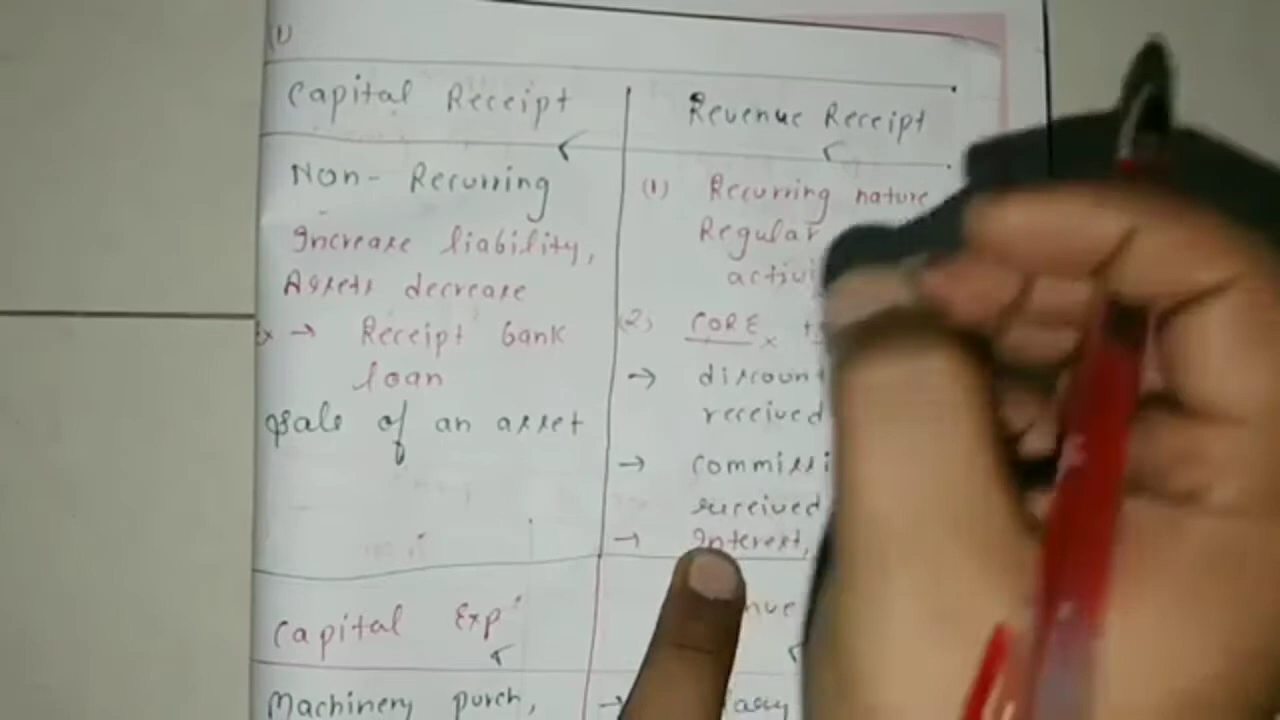 (1)
Capital Receipt
Non- Recurring
Increase liability,
Assets decrease
Ex → Receipt bank
loan
sale of an asset
Revenue Receipt
(1) Recurring nature
Regular
(2) CORE
→ discount
received
→
received
→ Interest,
Capital Exp
Machinery purch,
→